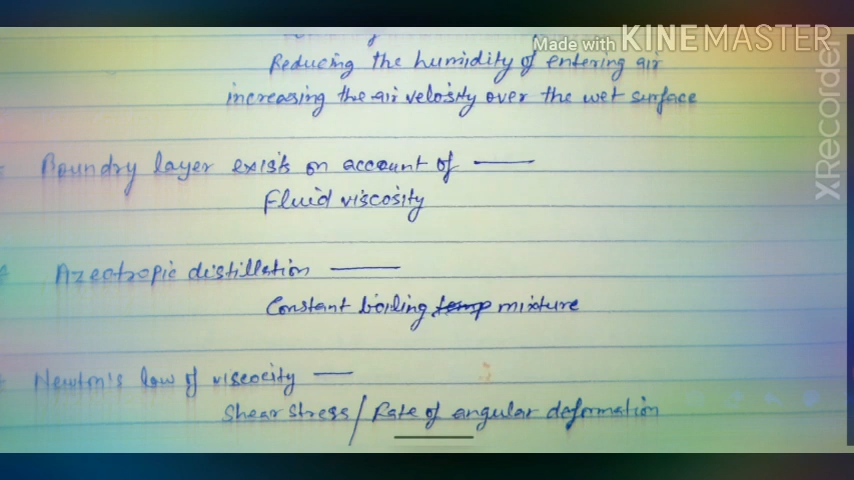 Made with KINEMASTER
Reducing the humidity of entering air
increasing the air velosity over the wet surface
Boundry layer exists on account of —
Fluid viscosity
Azeotropic distillation —
Constant boiling temp mixture
Newton's law of viscocity —
Shear stress / Rate of angular deformation
XRecorder